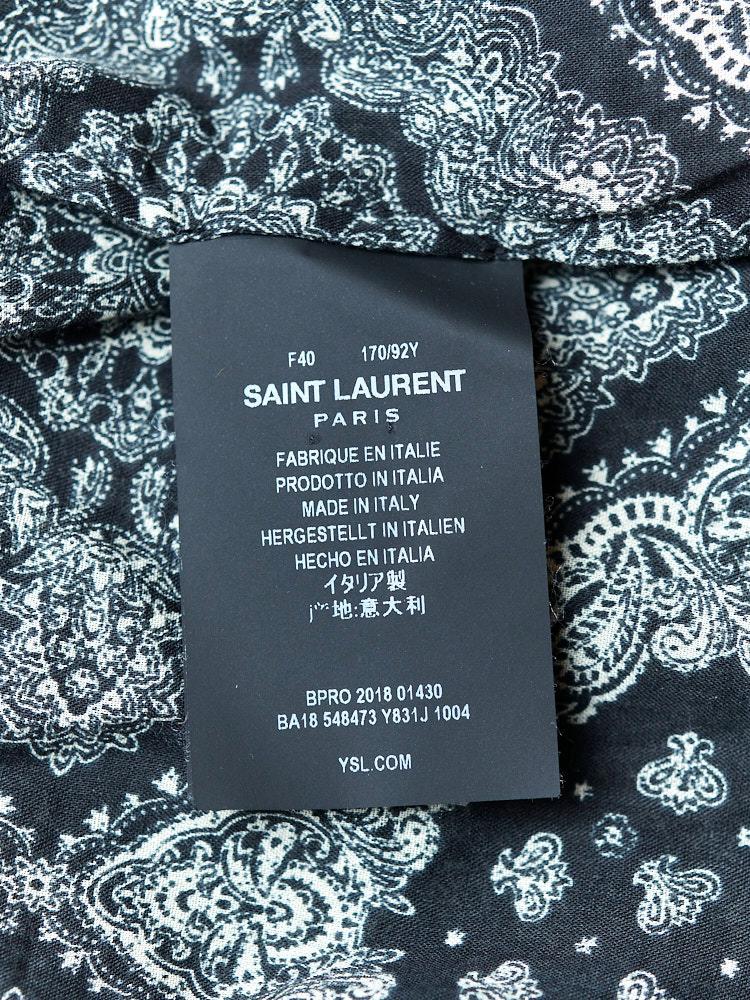 F40 170/92Y
SAINT LAURENT
PARIS
FABRIQUE EN ITALIE
PRODOTTO IN ITALIA
MADE IN ITALY
HERGESTELLT IN ITALIEN
HECHO EN ITALIA
イタリア製
产地:意大利
BPRO 2018 01430
BA18 548473 Y831J 1004
YSL.COM